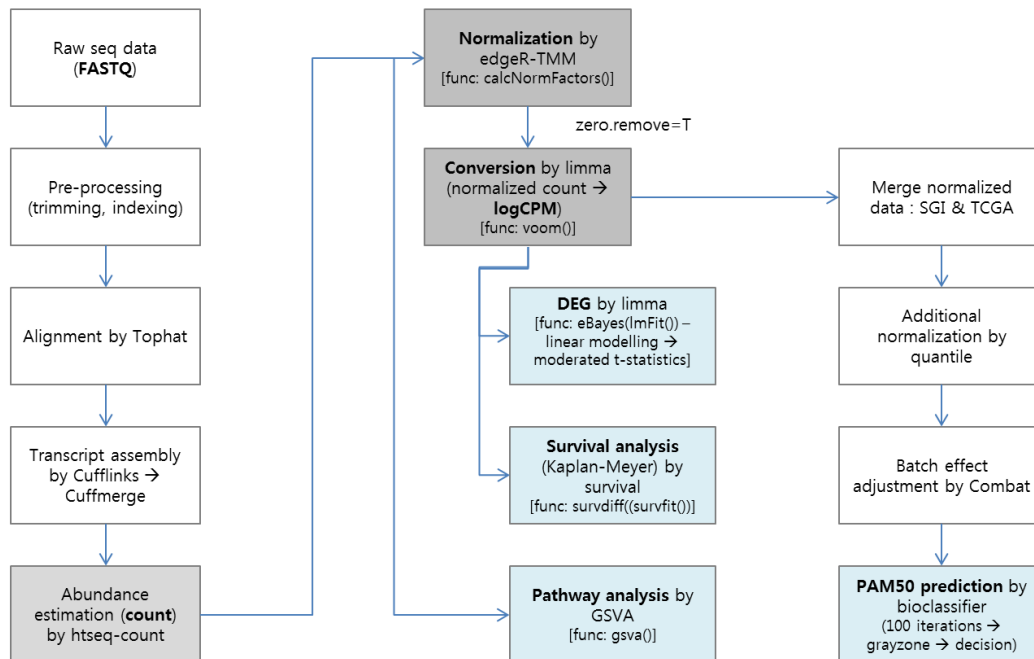 Raw seq data
(FASTQ)
Pre-processing
(trimming, indexing)
Alignment by Tophat
Transcript assembly
by Cufflinks →
Cuffmerge
Abundance
estimation (count)
by htseq-count
Normalization by
edgeR-TMM
[func: calcNormFactors()]
zero.remove=T
Conversion by limma
(normalized count →
logCPM)
[func: voom()]
DEG by limma
[func: eBayes(lmFit()) –
linear modelling →
moderated t-statistics]
Survival analysis
(Kaplan-Meyer) by
survival
[func: survdiff((survfit())]
Pathway analysis by
GSVA
[func: gsva()]
Merge normalized
data : SGI & TCGA
Additional
normalization by
quantile
Batch effect
adjustment by Combat
PAM50 prediction by
bioclassifier
(100 iterations →
grayzone → decision)